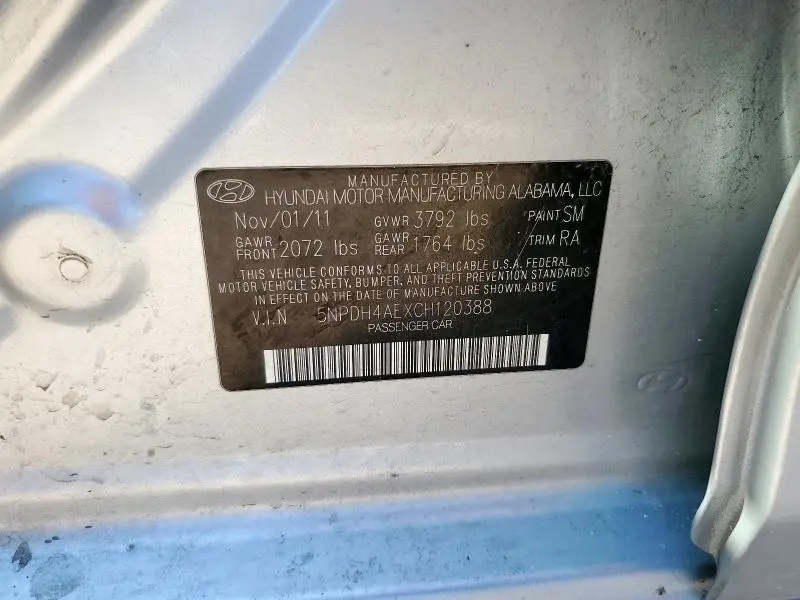 MANUFACTURED BY
HYUNDAI MOTOR MANUFACTURING ALABAMA, LLC
Nov/01/11 GVWR 3792 lbs PAINT SM
GAWR FRONT 2072 lbs GAWR REAR 1764 lbs TRIM RA
THIS VEHICLE CONFORMS TO ALL APPLICABLE U.S.A. FEDERAL
MOTOR VEHICLE SAFETY, BUMPER, AND THEFT PREVENTION STANDARDS
IN EFFECT ON THE DATE OF MANUFACTURE SHOWN ABOVE
V.I.N 5NPDH4AEXCH120388
PASSENGER CAR